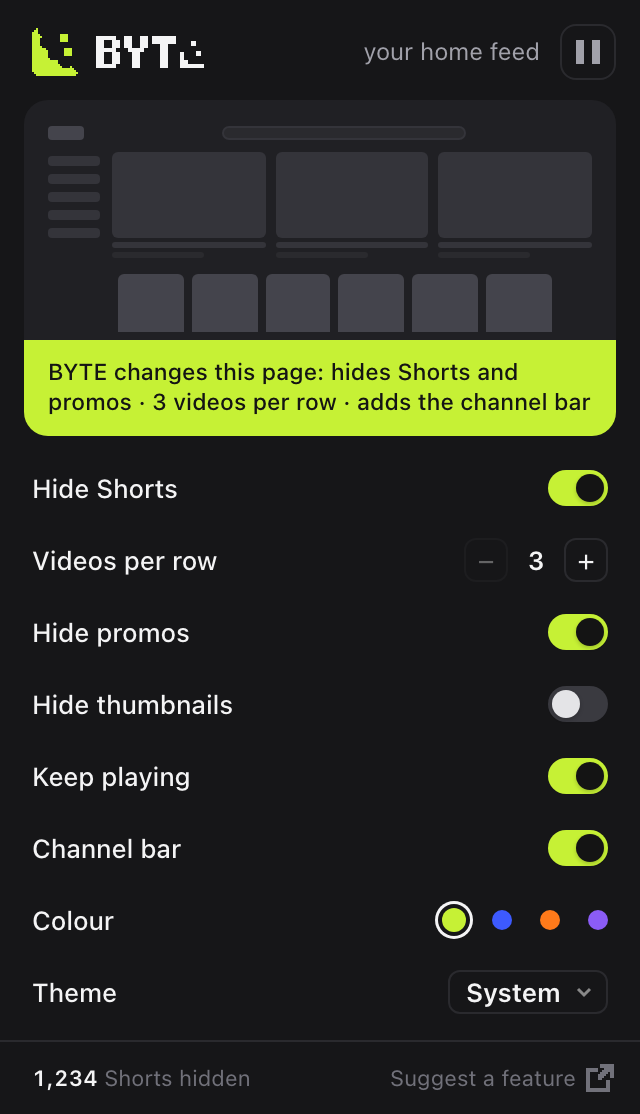 BYTE
your home feed
BYTE changes this page: hides Shorts and
promos · 3 videos per row · adds the channel bar
Hide Shorts
Videos per row − 3 +
Hide promos
Hide thumbnails
Keep playing
Channel bar
Colour
Theme System
1,234 Shorts hidden Suggest a feature